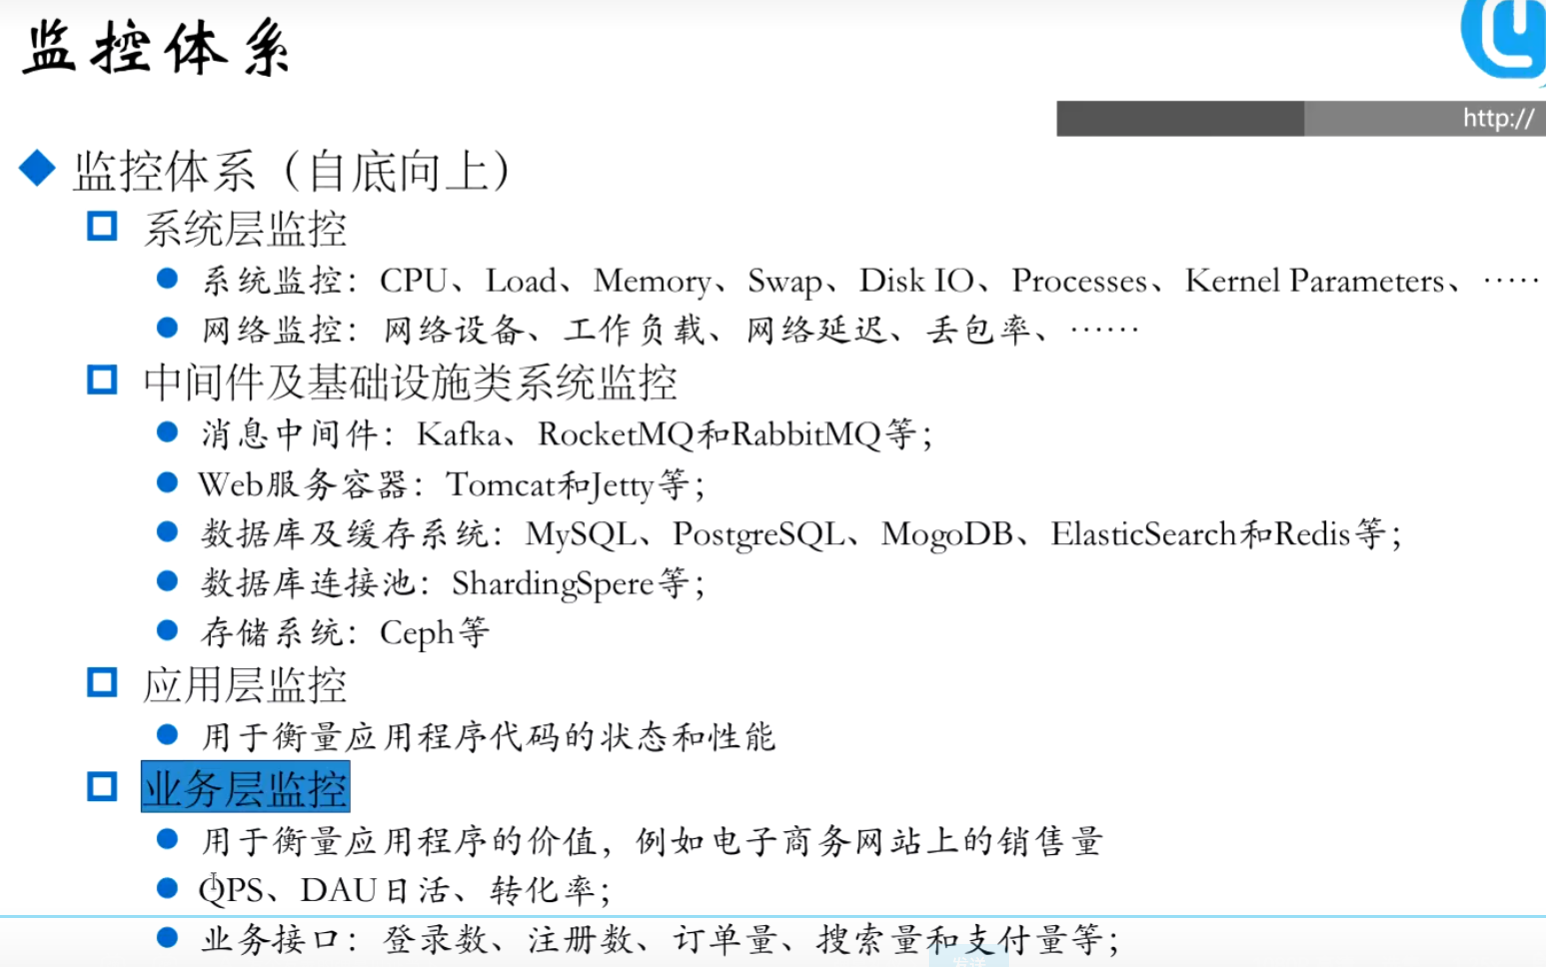 监控体系
http://
监控体系（自底向上）
系统层监控
系统监控：CPU、Load、Memory、Swap、Disk IO、Processes、Kernel Parameters、……
网络监控：网络设备、工作负载、网络延迟、丢包率、……
中间件及基础设施类系统监控
消息中间件：Kafka、RocketMQ和RabbitMQ等；
Web服务容器：Tomcat和Jetty等；
数据库及缓存系统：MySQL、PostgreSQL、MogoDB、ElasticSearch和Redis等；
数据库连接池：ShardingSpere等；
存储系统：Ceph等
应用层监控
用于衡量应用程序代码的状态和性能
业务层监控
用于衡量应用程序的价值，例如电子商务网站上的销售量
QPS、DAU日活、转化率；
业务接口：登录数、注册数、订单量、搜索量和支付量等；
发送